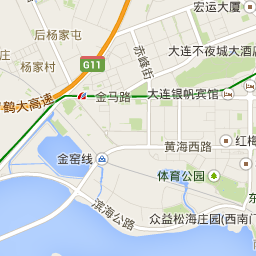 宏运大厦
后杨家屯
赤峰街
大连不夜城大酒店
杨家村
G11
鹤大高速
金马路
大连银帆宾馆
黄海西路
红梅
金窑线
体育公园
东
滨海公路
众益松海庄园(西南门